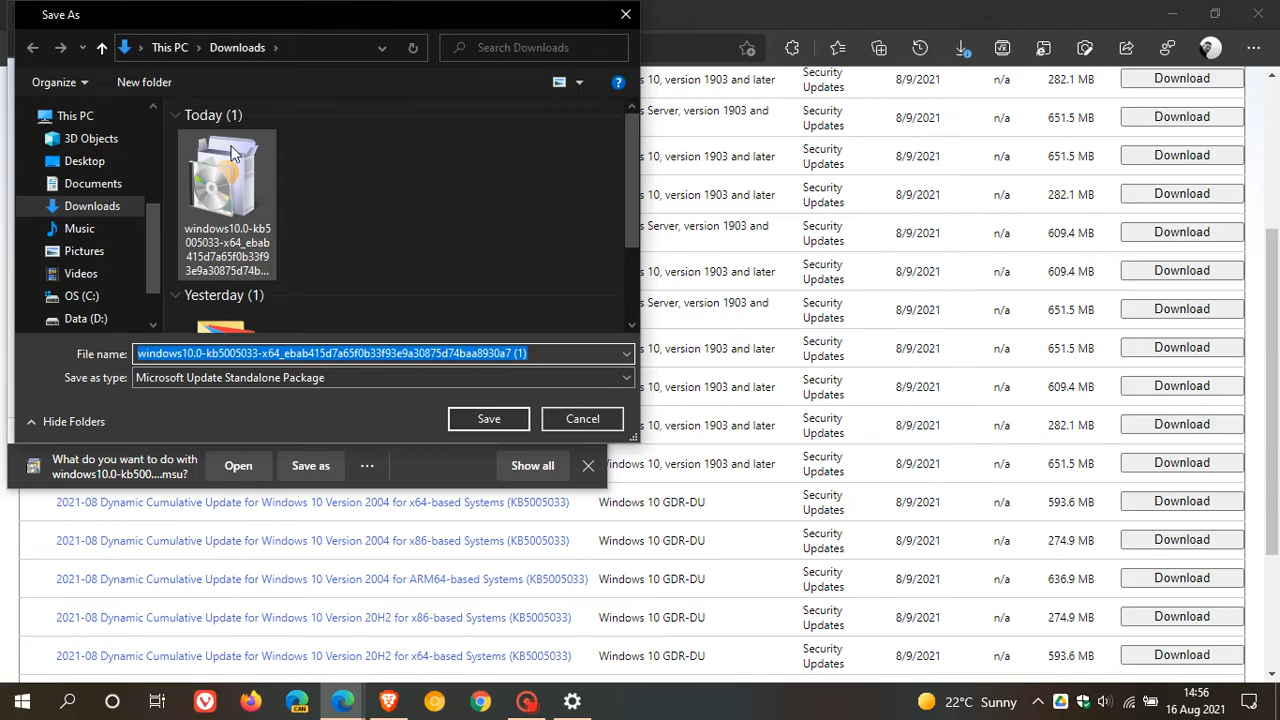 Save As
This PC
Downloads
Search Downloads
Organize
New folder
This PC
3D Objects
Desktop
Documents
Downloads
Music
Pictures
Videos
OS (C:)
Data (D:)
Today (1)
windows10.0-kb5
005033-x64_ebab
415d7a65f0b33f9
3e9a30875d74b...
Yesterday (1)
File name:
windows10.0-kb5005033-x64_ebab415d7a65f0b33f93e9a30875d74baa8930a7 (1)
Save as type:
Microsoft Update Standalone Package
Hide Folders
Save
Cancel
What do you want to do with
windows10.0-kb500....msu?
Open
Save as
Show all
s 10, version 1903 and later Security Updates 8/9/2021 n/a 282.1 MB Download
s Server, version 1903 and Security Updates 8/9/2021 n/a 651.5 MB Download
s 10, version 1903 and later Security Updates 8/9/2021 n/a 651.5 MB Download
s 10, version 1903 and later Security Updates 8/9/2021 n/a 282.1 MB Download
s Server, version 1903 and Security Updates 8/9/2021 n/a 609.4 MB Download
s 10, version 1903 and later Security Updates 8/9/2021 n/a 609.4 MB Download
s Server, version 1903 and Security Updates 8/9/2021 n/a 651.5 MB Download
s 10, version 1903 and later Security Updates 8/9/2021 n/a 609.4 MB Download
s 10, version 1903 and later Security Updates 8/9/2021 n/a 609.4 MB Download
s 10, version 1903 and later Security Updates 8/9/2021 n/a 282.1 MB Download
indows 10, version 1903 and later Security Updates 8/9/2021 n/a 651.5 MB Download
2021-08 Dynamic Cumulative Update for Windows 10 Version 2004 for x64-based Systems (KB5005033) Windows 10 GDR-DU Security Updates 8/9/2021 n/a 593.6 MB Download
2021-08 Dynamic Cumulative Update for Windows 10 Version 2004 for x86-based Systems (KB5005033) Windows 10 GDR-DU Security Updates 8/9/2021 n/a 274.9 MB Download
2021-08 Dynamic Cumulative Update for Windows 10 Version 2004 for ARM64-based Systems (KB5005033) Windows 10 GDR-DU Security Updates 8/9/2021 n/a 636.9 MB Download
2021-08 Dynamic Cumulative Update for Windows 10 Version 20H2 for x86-based Systems (KB5005033) Windows 10 GDR-DU Security Updates 8/9/2021 n/a 274.9 MB Download
2021-08 Dynamic Cumulative Update for Windows 10 Version 20H2 for x64-based Systems (KB5005033) Windows 10 GDR-DU Security Updates 8/9/2021 n/a 593.6 MB Download
CAN
22°C Sunny
14:56
16 Aug 2021